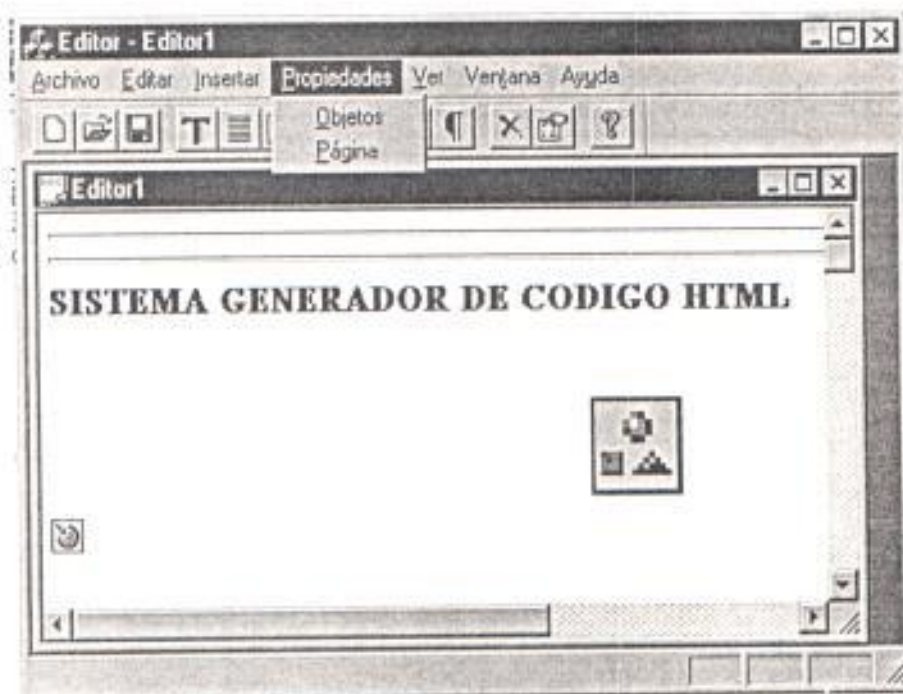 Editor - Editor1
Archivo Editar Insertar Propiedades Ver Ventana Ayuda
Objetos
Página
Editor1
SISTEMA GENERADOR DE CODIGO HTML